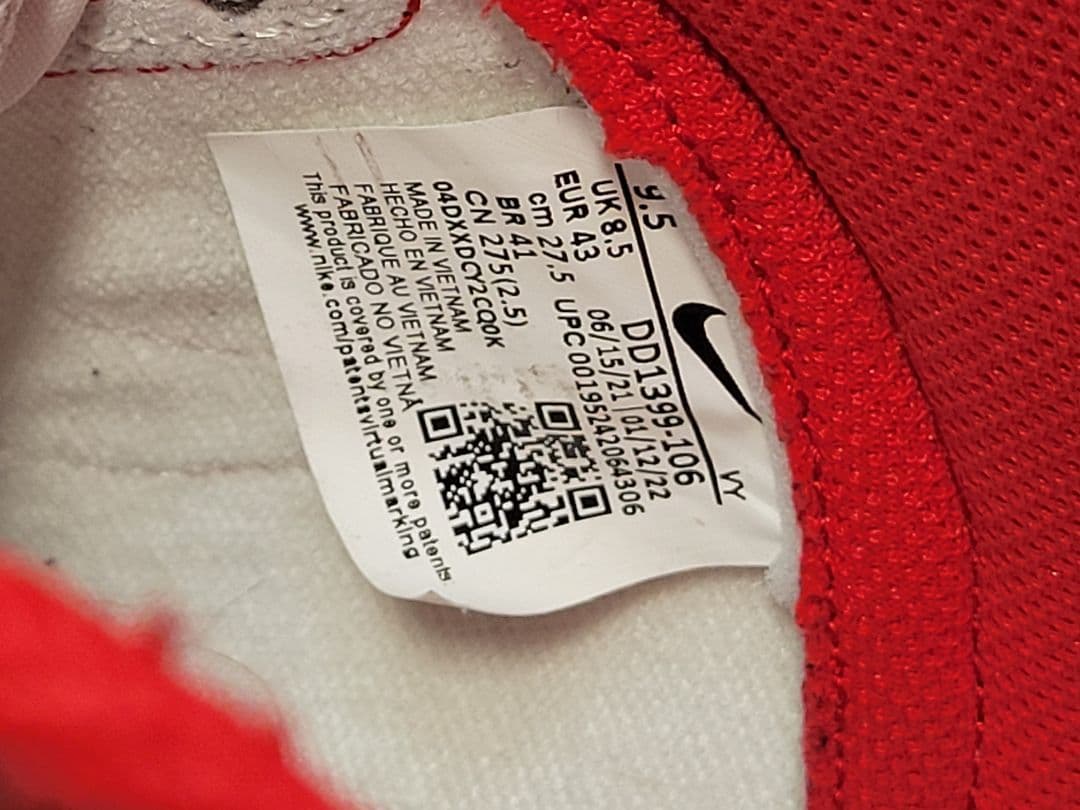 VY
9.5
UK 8.5
DD1399-106
EUR 43
06/15/21 | 01/12/22
cm 27,5 UPC 00195242064306
BR 41
CN 275(2.5)
04DXXDCY2CQ0K
MADE IN VIETNAM
HECHO EN VIETNAM
FABRIQUE AU VIETNAM
FABRICADO NO VIETNÃ
This product is covered by one or more patents
www.nike.com/patentsvirtualmarking